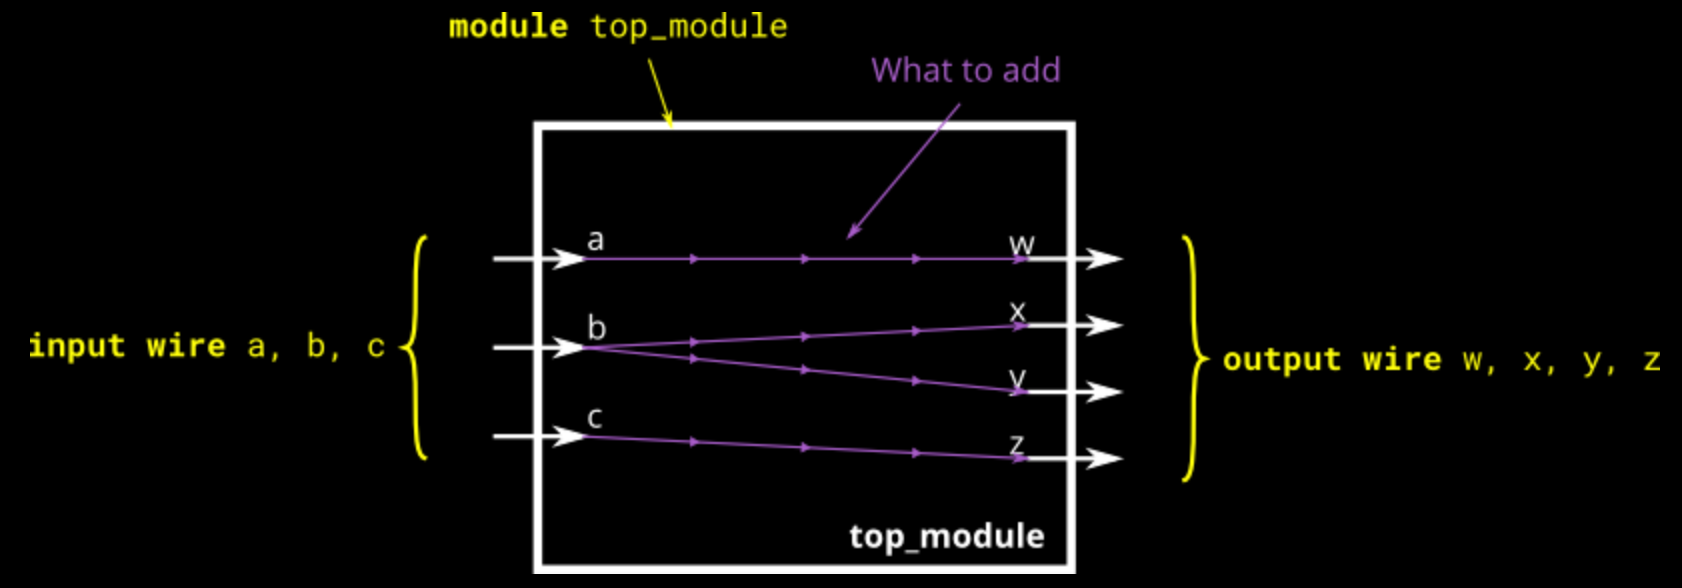 module top_module
What to add
a
w
x
b
y
input wire a, b, c
output wire w, x, y, z
c
z
top_module